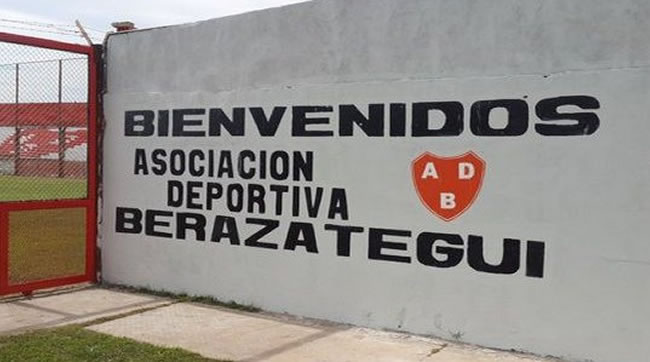 BIENVENIDOS
ASOCIACION
DEPORTIVA
BERAZATEGUI
A D
B